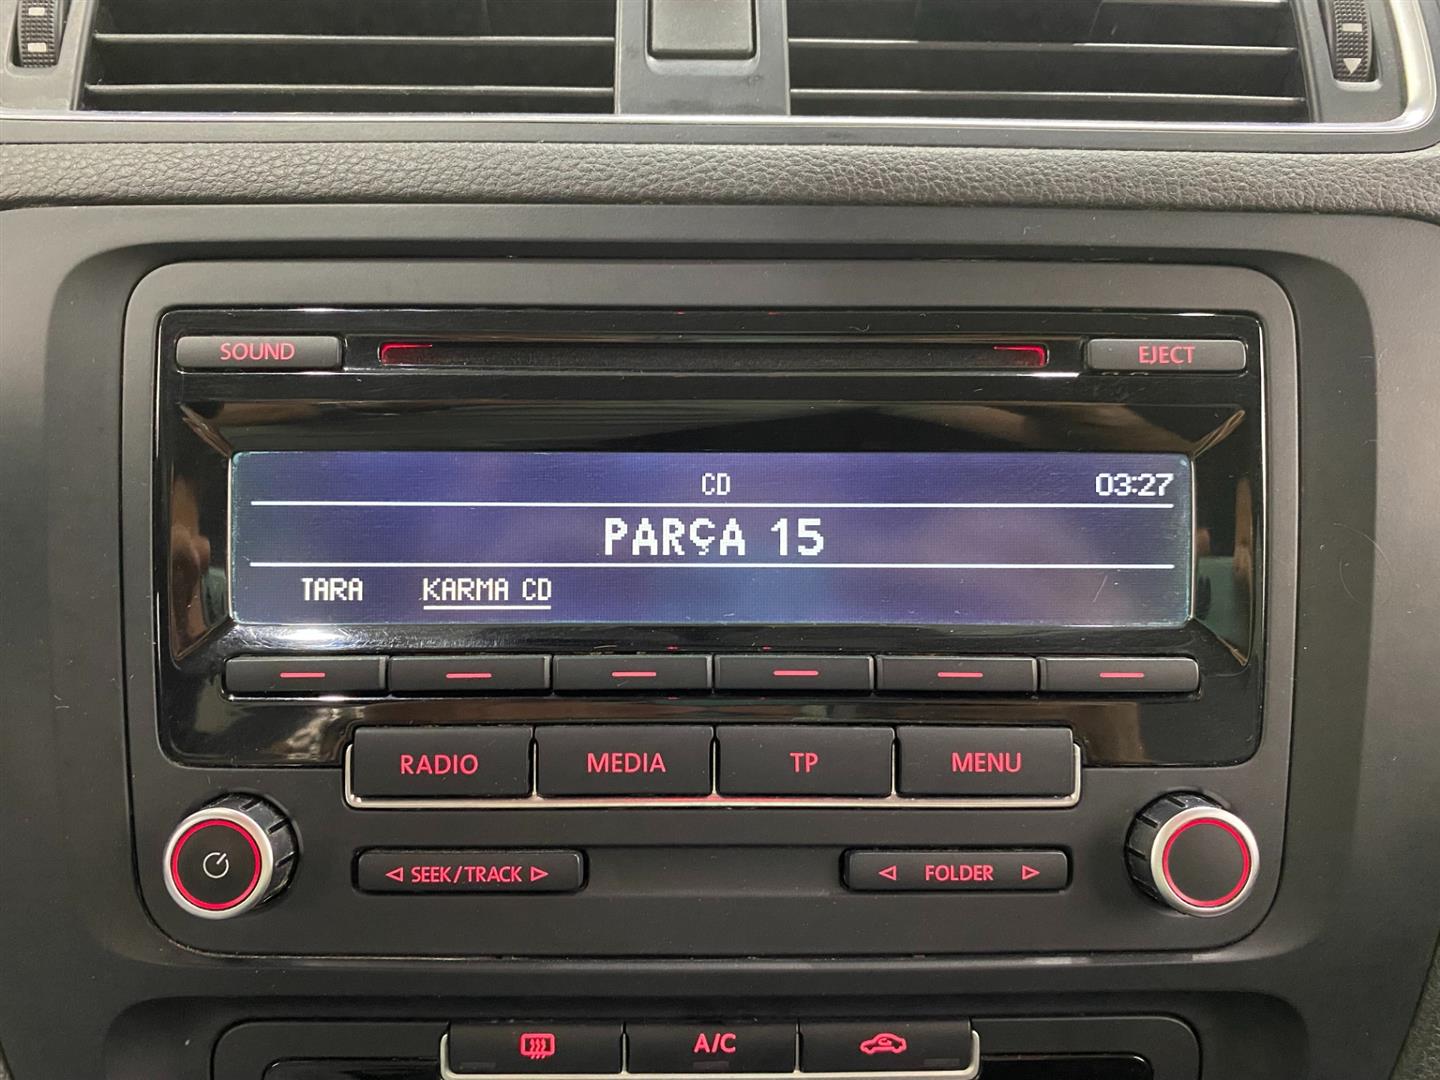 SOUND
EJECT
CD 03:27
PARÇA 15
TARA KARMA CD
RADIO MEDIA TP MENU
SEEK/TRACK FOLDER
A/C